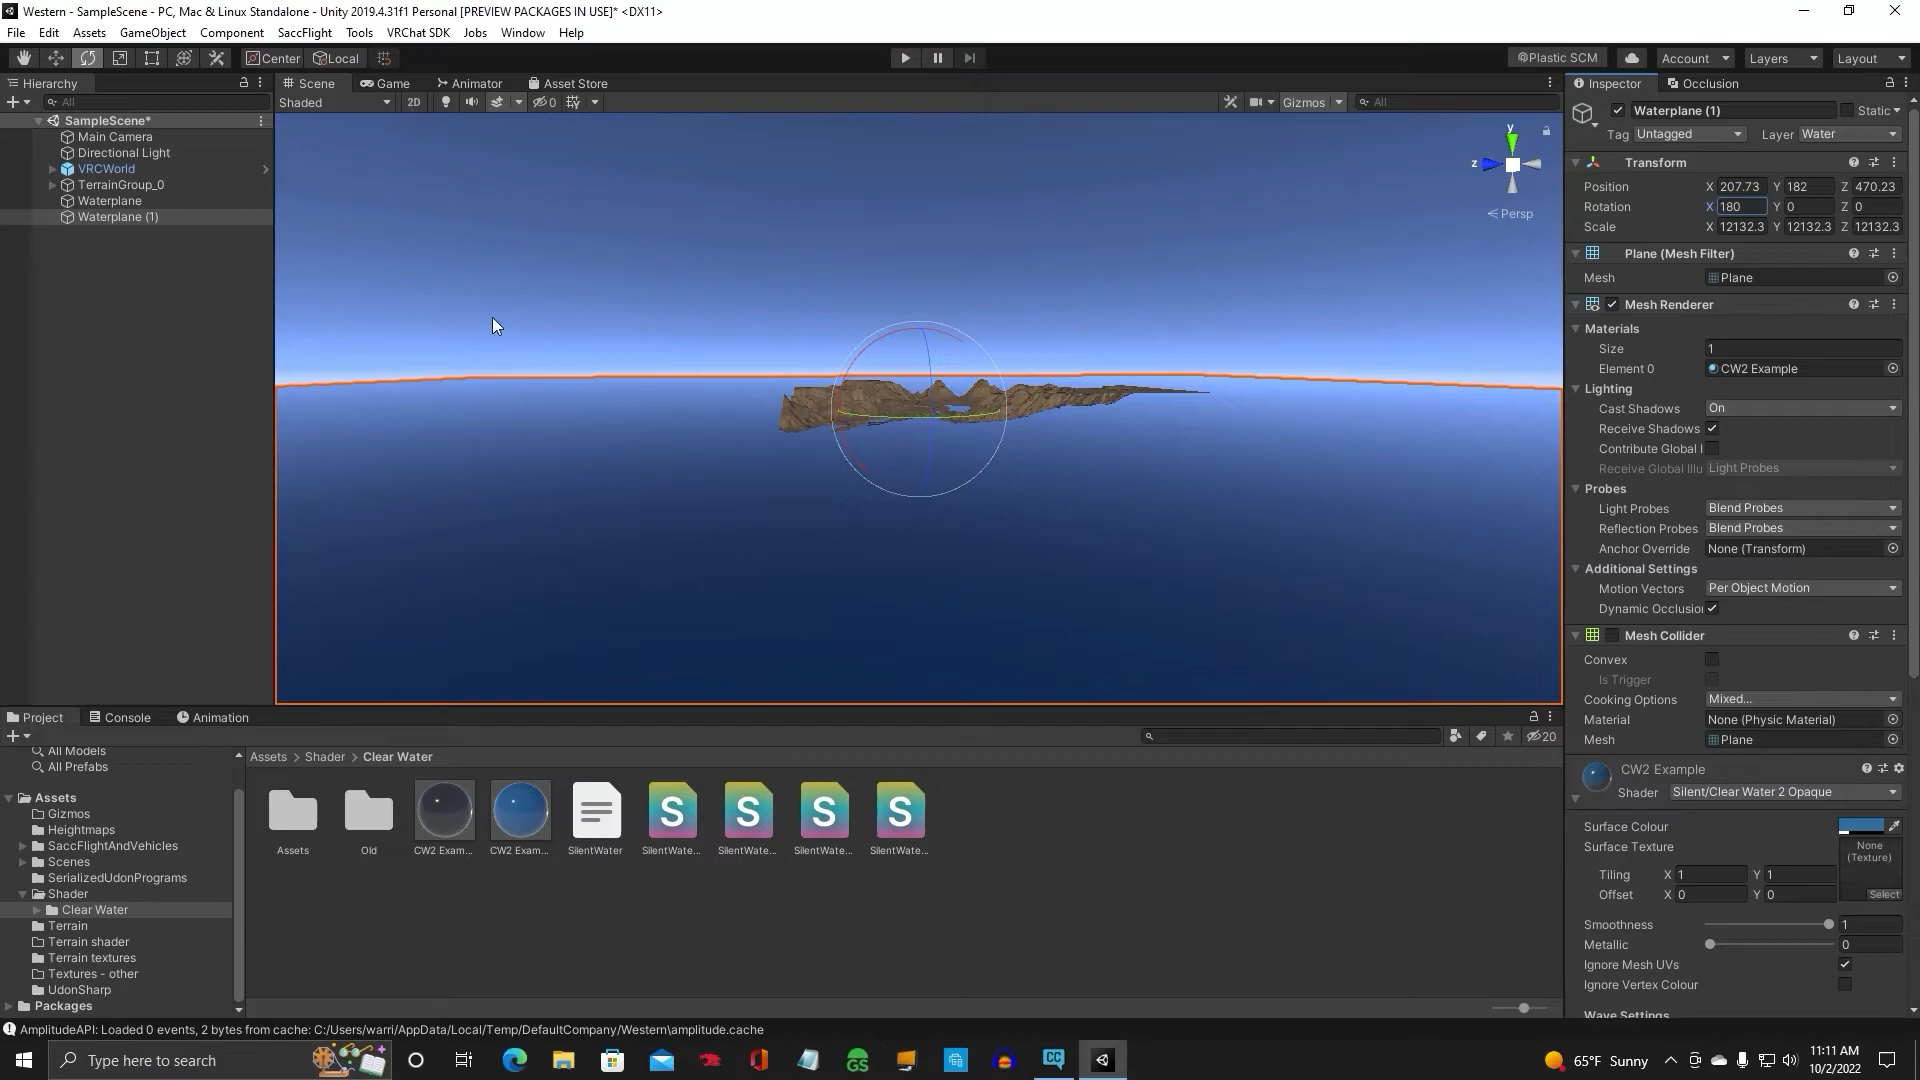 Western - SampleScene - PC, Mac & Linux Standalone - Unity 2019.4.31f1 Personal [PREVIEW PACKAGES IN USE]* <DX11>
File Edit Assets GameObject Component SaccFlight Tools VRChat SDK Jobs Window Help
Center Local Plastic SCM Account Layers Layout
Hierarchy
All
SampleScene*
Main Camera
Directional Light
VRCWorld
TerrainGroup_0
Waterplane
Waterplane (1)
Scene Game Animator Asset Store
Shaded 2D 0 Gizmos All
y
z
Persp
Inspector Occlusion
Waterplane (1) Static
Tag Untagged Layer Water
Transform
Position X 207.73 Y 182 Z 470.23
Rotation X 180 Y 0 Z 0
Scale X 12132.3 Y 12132.3 Z 12132.3
Plane (Mesh Filter)
Mesh Plane
Mesh Renderer
Materials
Size 1
Element 0 CW2 Example
Lighting
Cast Shadows On
Receive Shadows
Contribute Global I
Receive Global Illu Light Probes
Probes
Light Probes Blend Probes
Reflection Probes Blend Probes
Anchor Override None (Transform)
Additional Settings
Motion Vectors Per Object Motion
Dynamic Occlusion
Mesh Collider
Convex
Is Trigger
Cooking Options Mixed...
Material None (Physic Material)
Mesh Plane
CW2 Example
Shader Silent/Clear Water 2 Opaque
Surface Colour
Surface Texture
None
(Texture)
Tiling X 1 Y 1
Offset X 0 Y 0
Select
Smoothness 1
Metallic 0
Ignore Mesh UVs
Ignore Vertex Colour
Wave Settings
Project Console Animation
20
All Models
All Prefabs
Assets
Gizmos
Heightmaps
SaccFlightAndVehicles
Scenes
SerializedUdonPrograms
Shader
Clear Water
Terrain
Terrain shader
Terrain textures
Textures - other
UdonSharp
Packages
Assets > Shader > Clear Water
S S S S
Assets Old CW2 Exam... CW2 Exam... SilentWater SilentWate... SilentWate... SilentWate... SilentWate...
AmplitudeAPI: Loaded 0 events, 2 bytes from cache: C:/Users/warri/AppData/Local/Temp/DefaultCompany/Western\amplitude.cache
Type here to search
GS
CC
65°F Sunny
11:11 AM
10/2/2022